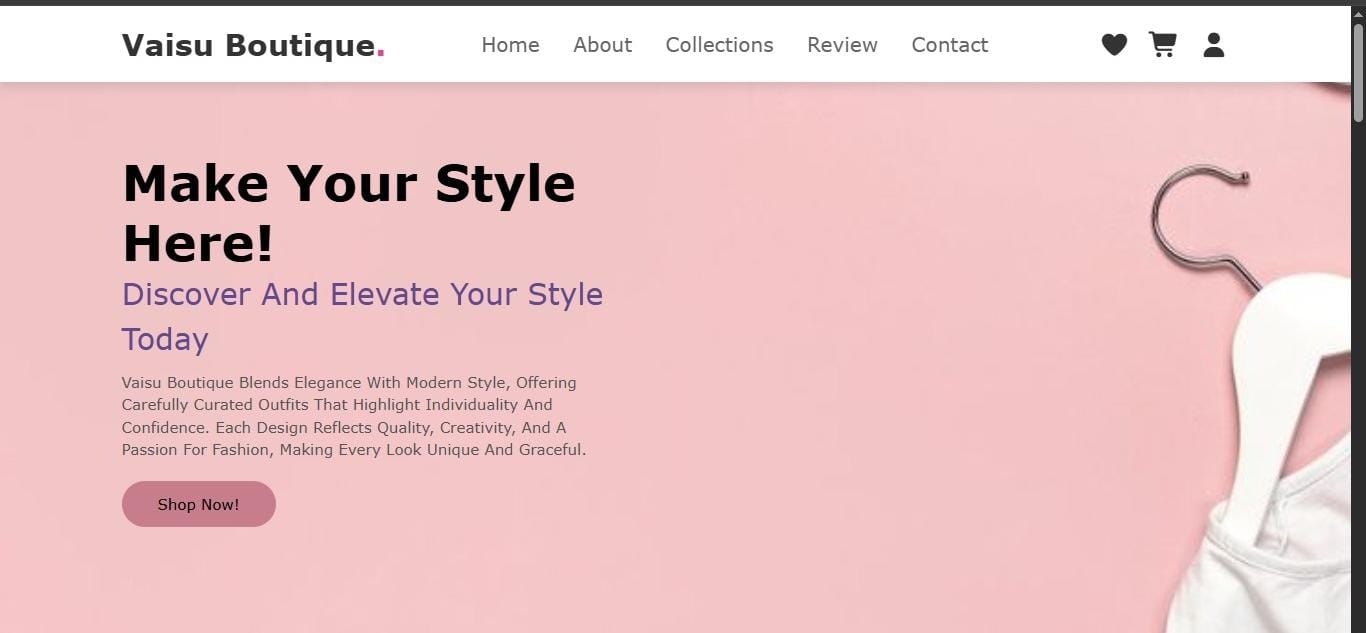 Vaisu Boutique.
Home About Collections Review Contact
Make Your Style
Here!
Discover And Elevate Your Style
Today
Vaisu Boutique Blends Elegance With Modern Style, Offering
Carefully Curated Outfits That Highlight Individuality And
Confidence. Each Design Reflects Quality, Creativity, And A
Passion For Fashion, Making Every Look Unique And Graceful.
Shop Now!